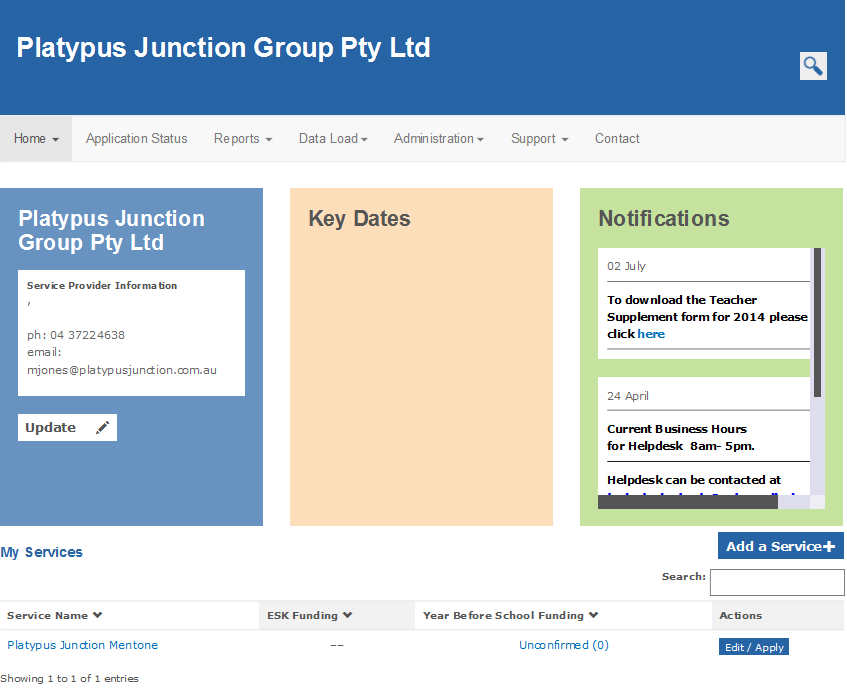 Platypus Junction Group Pty Ltd
Home Application Status Reports Data Load Administration Support Contact
Platypus Junction
Group Pty Ltd
Service Provider Information
,
ph: 04 37224638
email:
mjones@platypusjunction.com.au
Update
Key Dates
Notifications
02 July
To download the Teacher
Supplement form for 2014 please
click here
24 April
Current Business Hours
for Helpdesk 8am- 5pm.
Helpdesk can be contacted at
My Services
Add a Service+
Search:
Service Name ESK Funding Year Before School Funding Actions
Platypus Junction Mentone -- Unconfirmed (0) Edit / Apply
Showing 1 to 1 of 1 entries